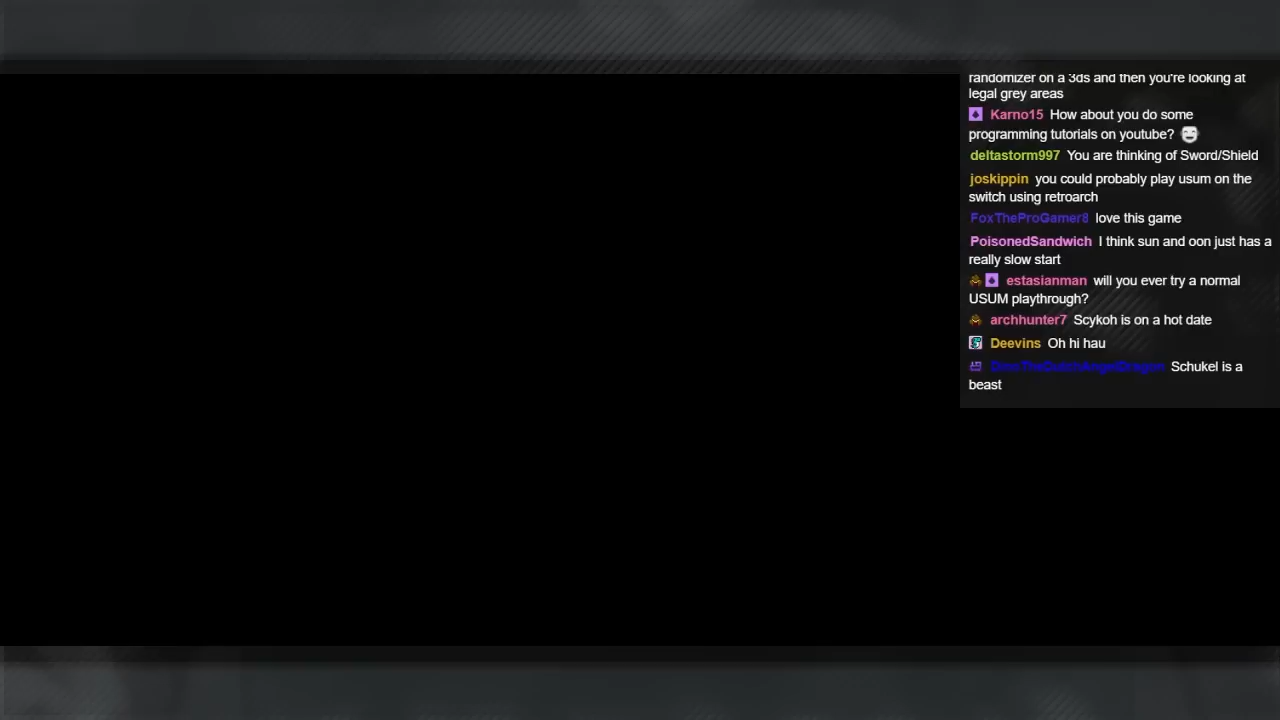 randomizer on a 3ds and then you're looking at
legal grey areas
Karno15 How about you do some
programming tutorials on youtube?
deltastorm997 You are thinking of Sword/Shield
joskippin you could probably play usum on the
switch using retroarch
FoxTheProGamer8 love this game
PoisonedSandwich I think sun and oon just has a
really slow start
estasianman will you ever try a normal
USUM playthrough?
archhunter7 Scykoh is on a hot date
Deevins Oh hi hau
Schukel is a
beast